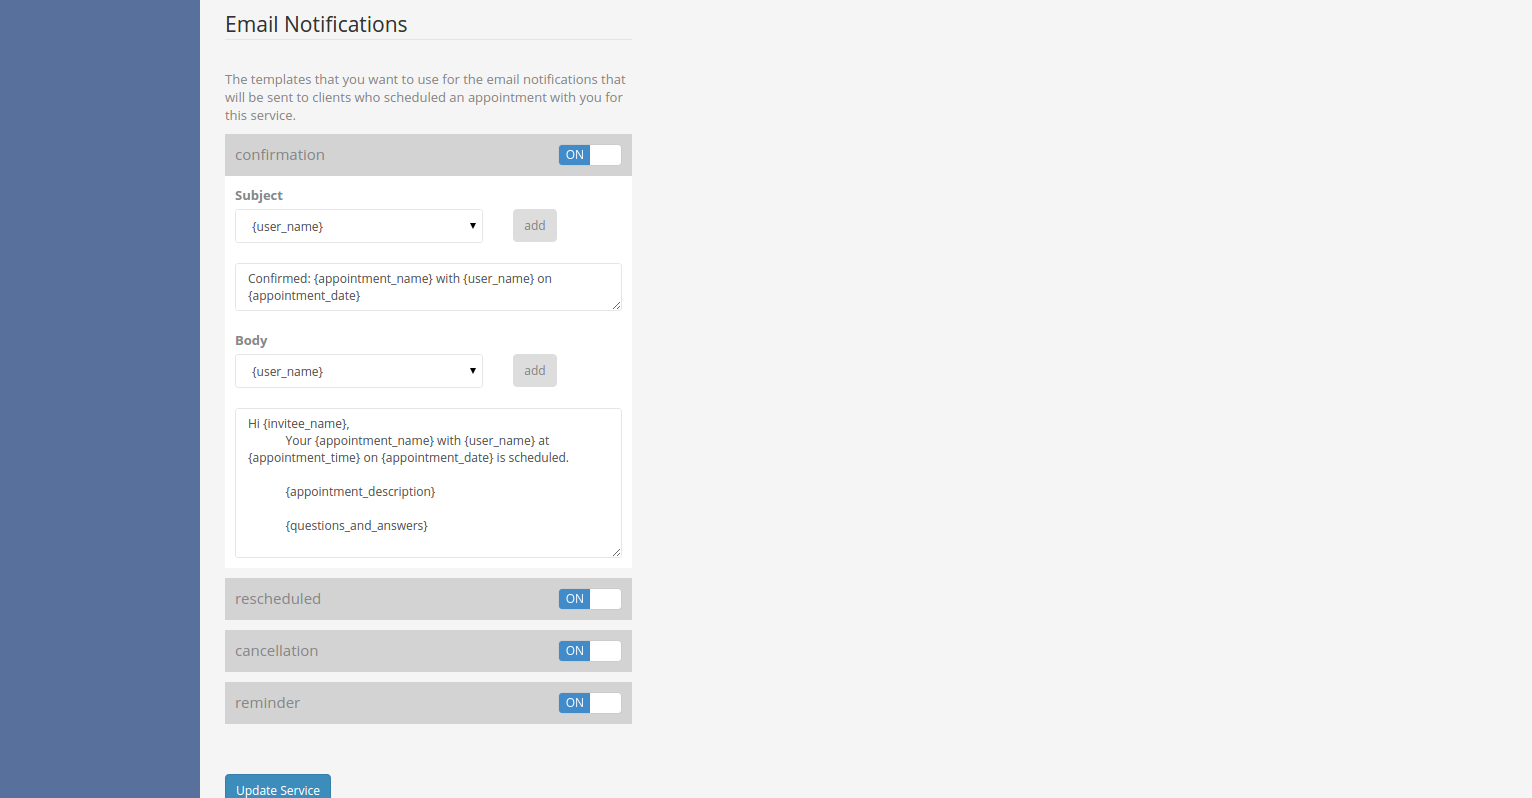 Email Notifications
The templates that you want to use for the email notifications that
will be sent to clients who scheduled an appointment with you for
this service.
confirmation
ON
Subject
{user_name}
add
Confirmed: {appointment_name} with {user_name} on
{appointment_date}
Body
{user_name}
add
Hi {invitee_name},
Your {appointment_name} with {user_name} at
{appointment_time} on {appointment_date} is scheduled.
{appointment_description}
{questions_and_answers}
rescheduled
ON
cancellation
ON
reminder
ON
Update Service